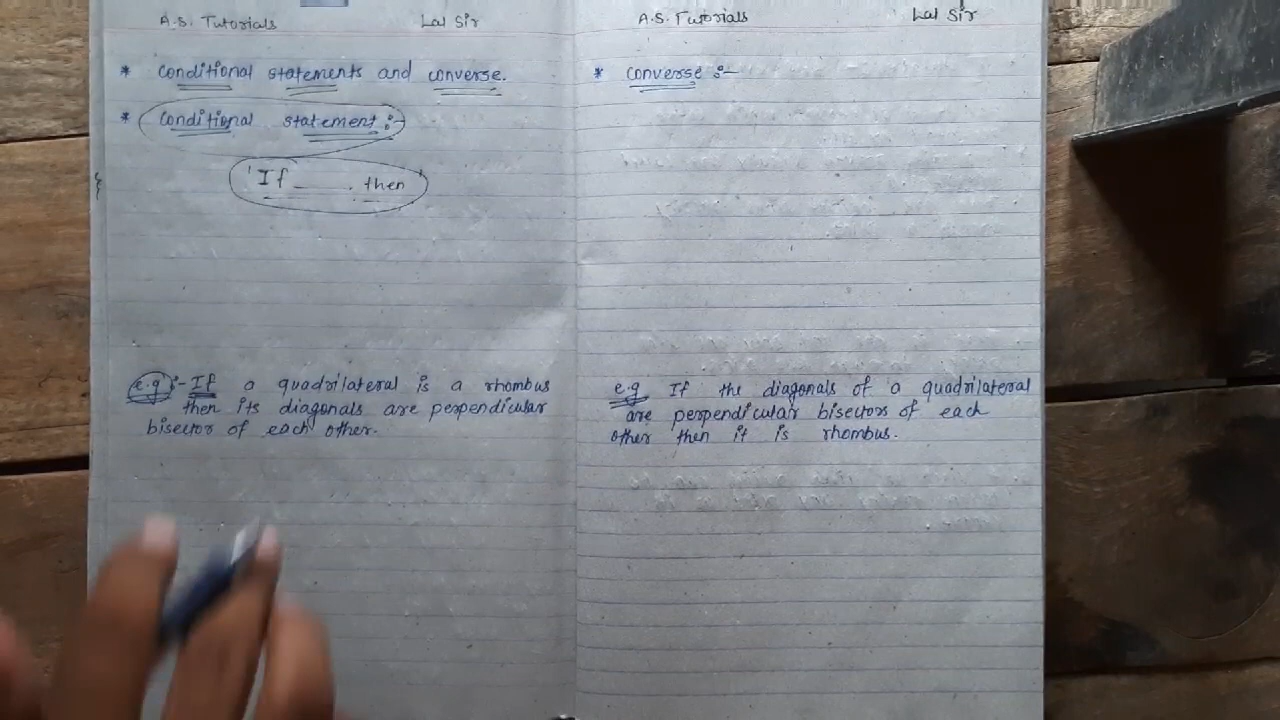 A.S. Tutorials Lal Sir
* Conditional statements and converse.
* Conditional statement :-
'If ____ . then'
e.g :- If a quadrilateral is a rhombus
then its diagonals are perpendicular
bisector of each other.
A.S. Tutorials Lal Sir
* Conversse :-
e.g If the diagonals of a quadrilateral
are perpendicular bisectors of each
other then it is rhombus.